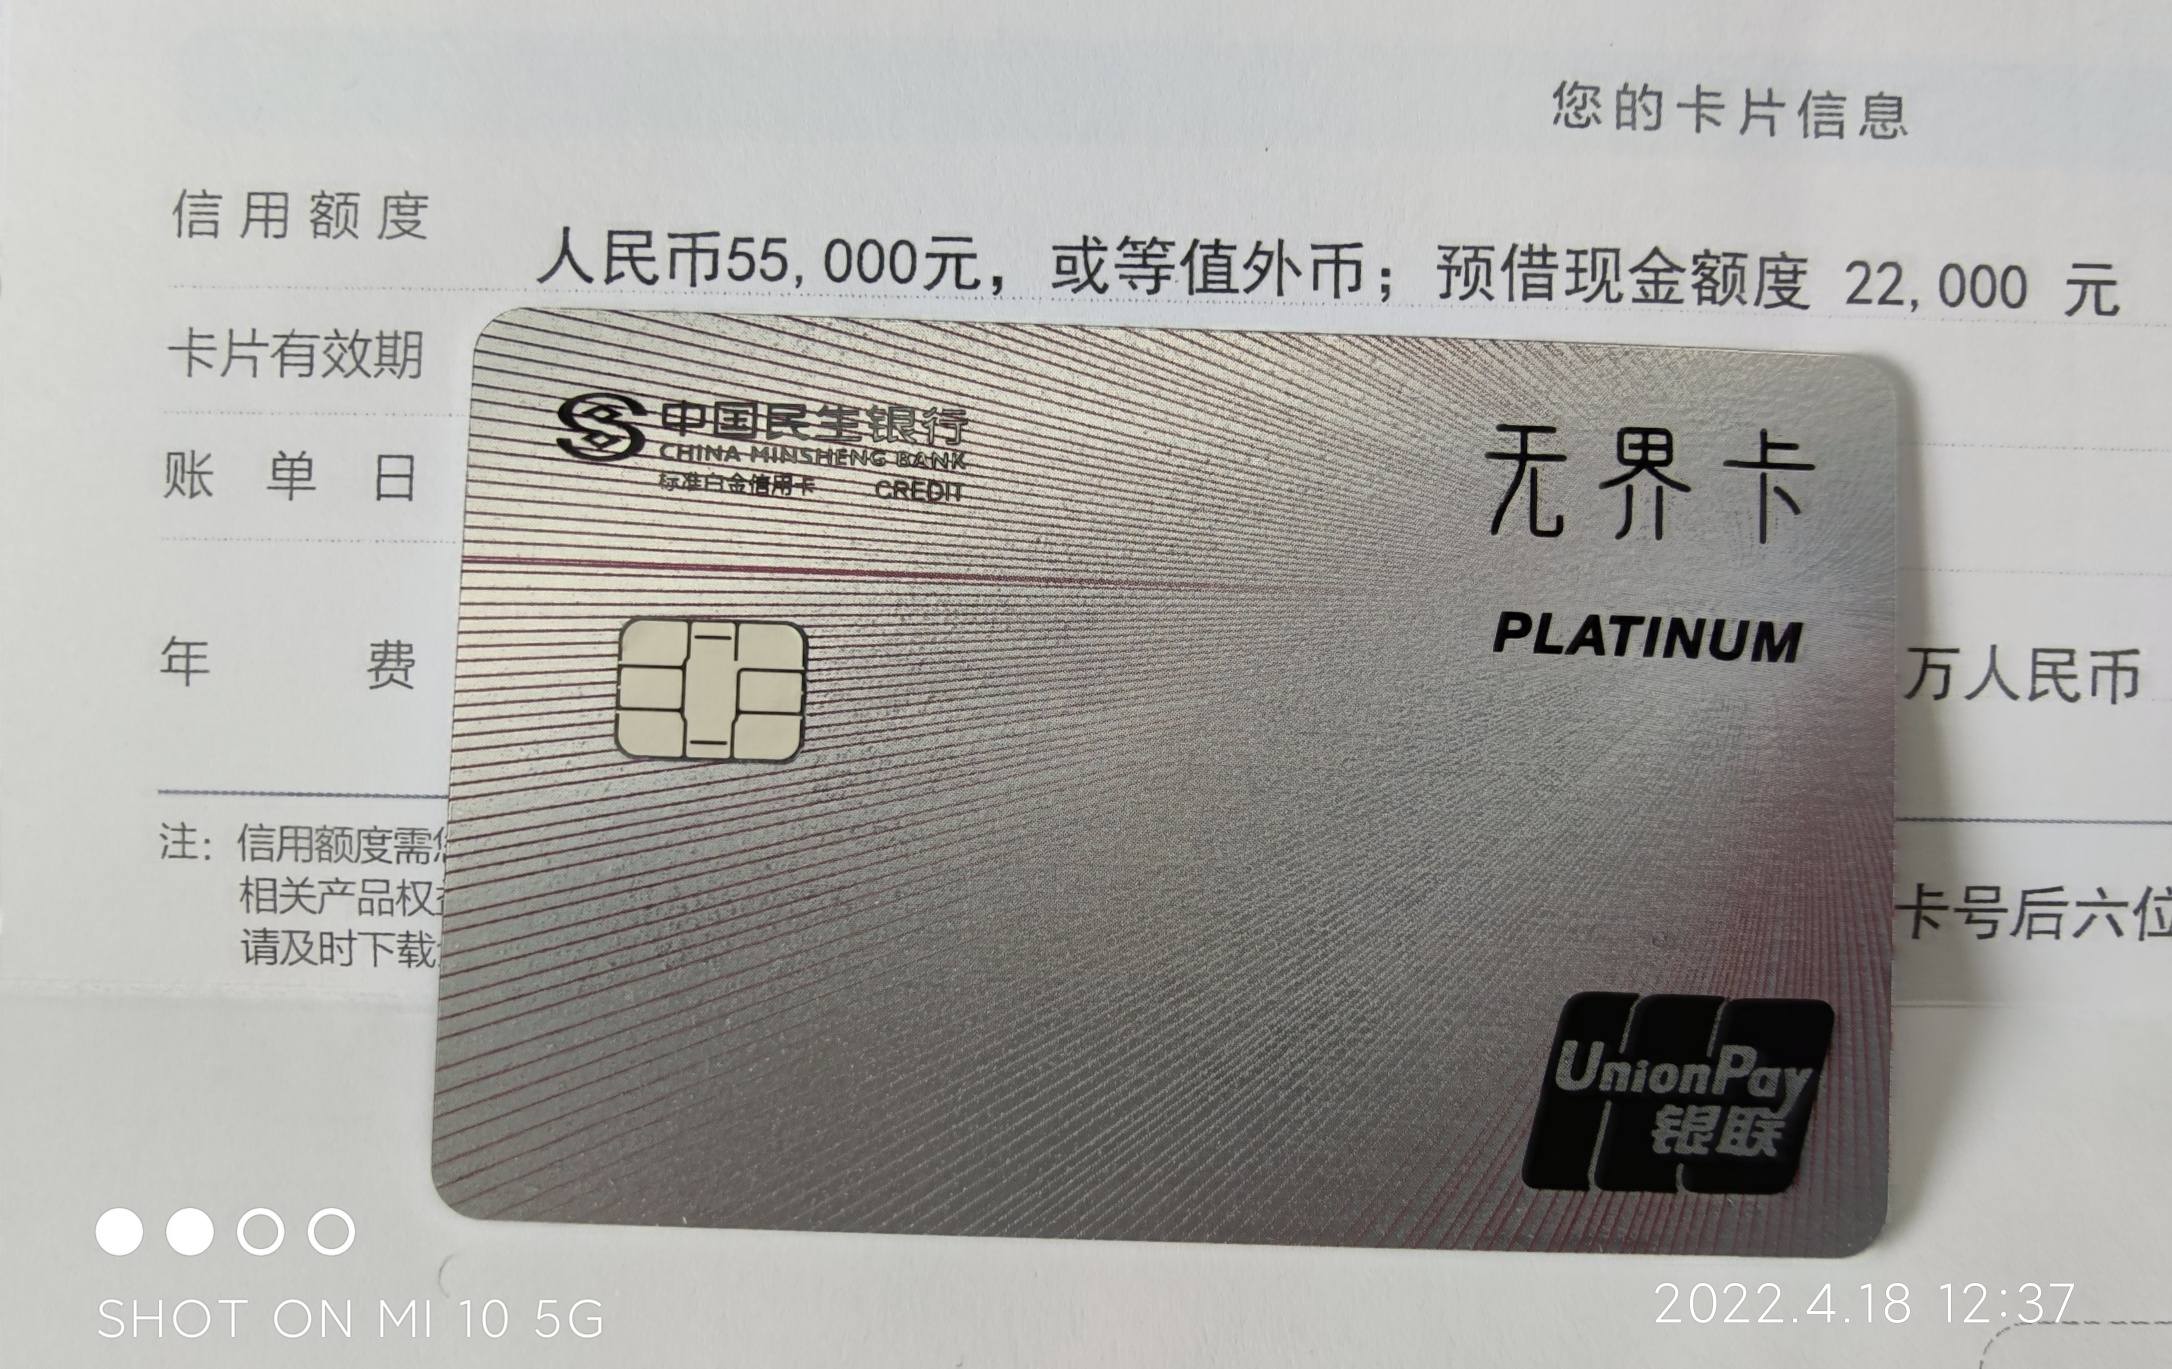 您的卡片信息
信用额度
人民币55,000元，或等值外币；预借现金额度 22,000 元
卡片有效期
中国民生银行
CHINA MINSHENG BANK
标准白金信用卡 CREDIT
无界卡
账单日
PLATINUM
年费
万人民币
注：信用额度需
相关产品权
卡号后六位
请及时下载
UnionPay
银联
SHOT ON MI 10 5G
2022.4.18 12:37